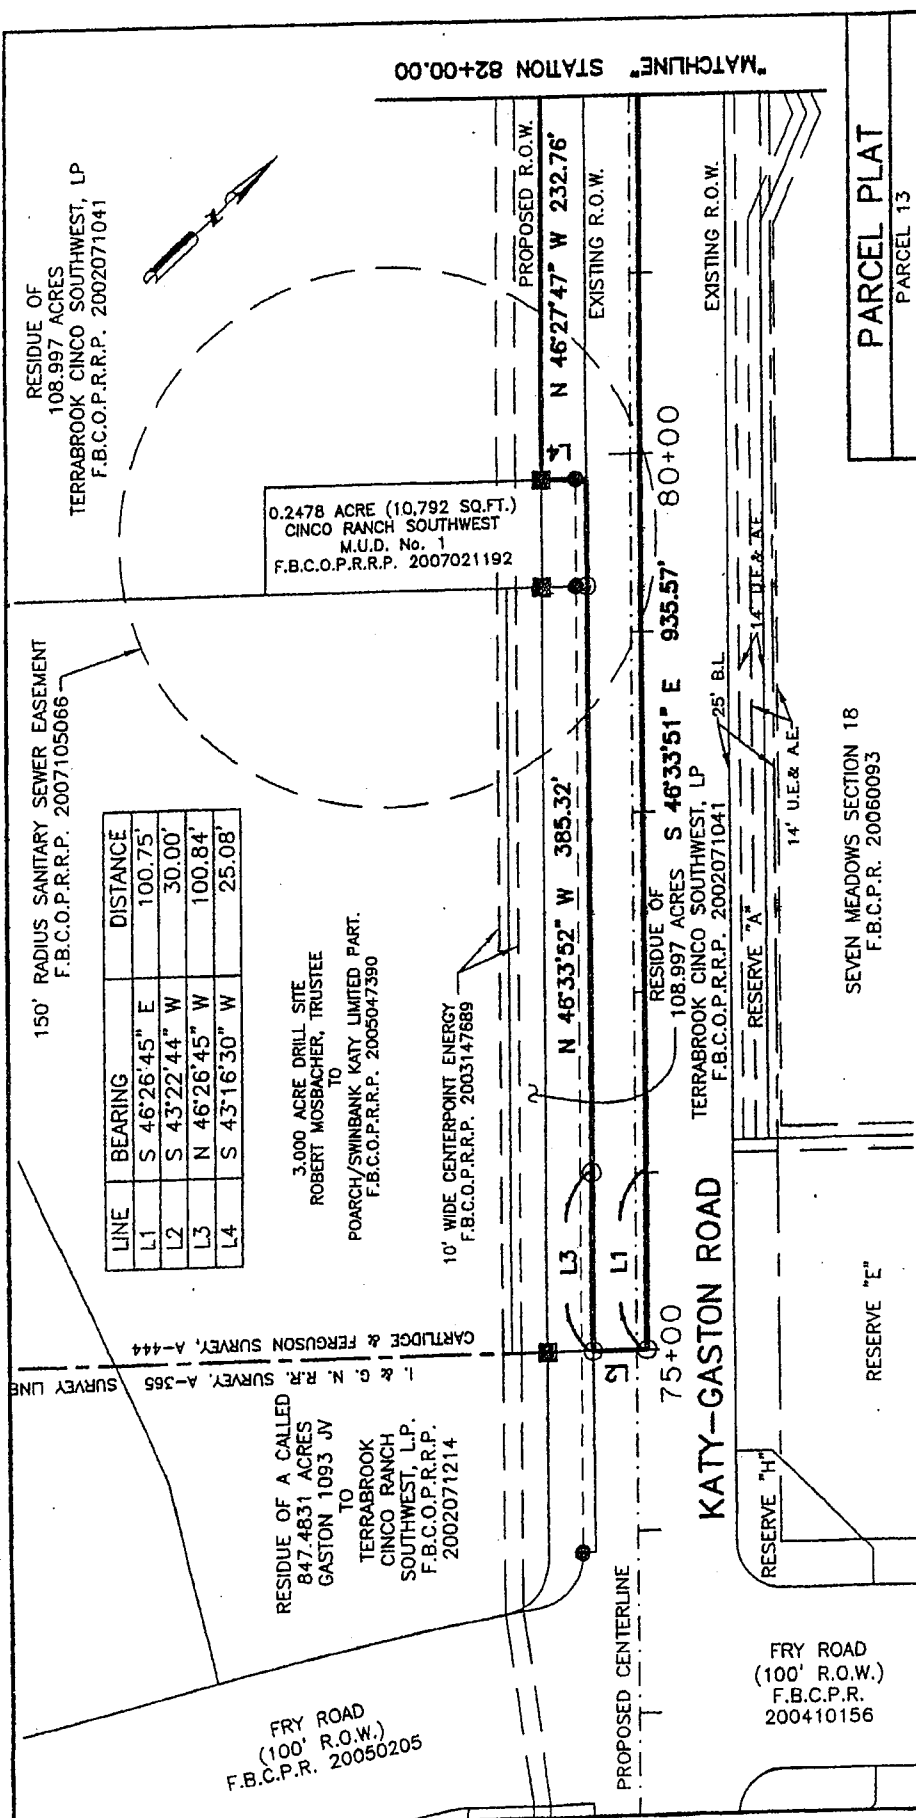 "MATCHLINE" STATION 82+00.00
RESIDUE OF
108.997 ACRES
TERRABROOK CINCO SOUTHWEST, LP
F.B.C.O.P.R.R.P. 2002071041
N
PROPOSED R.O.W.
N 46°27'47" W 232.76'
EXISTING R.O.W.
EXISTING R.O.W.
PARCEL PLAT
PARCEL 13
0.2478 ACRE (10,792 SQ.FT.)
CINCO RANCH SOUTHWEST
M.U.D. No. 1
F.B.C.O.P.R.R.P. 2007021192
L4
80+00
150' RADIUS SANITARY SEWER EASEMENT
F.B.C.O.P.R.R.P. 2007105066
LINE BEARING DISTANCE
L1 S 46°26'45" E 100.75'
L2 S 43°22'44" W 30.00'
L3 N 46°26'45" W 100.84'
L4 S 43°16'30" W 25.08'
3.000 ACRE DRILL SITE
ROBERT MOSBACHER, TRUSTEE
TO
POARCH/SWINBANK KATY LIMITED PART.
F.B.C.O.P.R.R.P. 2005047390
10' WIDE CENTERPOINT ENERGY
F.B.C.O.P.R.R.P. 2003147689
N 46°33'52" W 385.32'
S 46°33'51" E 935.57'
RESIDUE OF
108.997 ACRES
TERRABROOK CINCO SOUTHWEST, LP
F.B.C.O.P.R.R.P. 2002071041
25' B.L.
14' U.E.& A.E.
14' U.E.& A.E.
RESERVE "A"
SEVEN MEADOWS SECTION 18
F.B.C.P.R. 20060093
L3
L1
75+00
KATY-GASTON ROAD
CARTLIDGE & FERGUSON SURVEY, A-444
I. & G. N. R.R. SURVEY, A-365 SURVEY LINE
RESIDUE OF A CALLED
847.4831 ACRES
GASTON 1093 JV
TO
TERRABROOK
CINCO RANCH
SOUTHWEST, L.P.
F.B.C.O.P.R.R.P.
2002071214
RESERVE "E"
RESERVE "H"
PROPOSED CENTERLINE
FRY ROAD
(100' R.O.W.)
F.B.C.P.R. 20050205
FRY ROAD
(100' R.O.W.)
F.B.C.P.R.
200410156